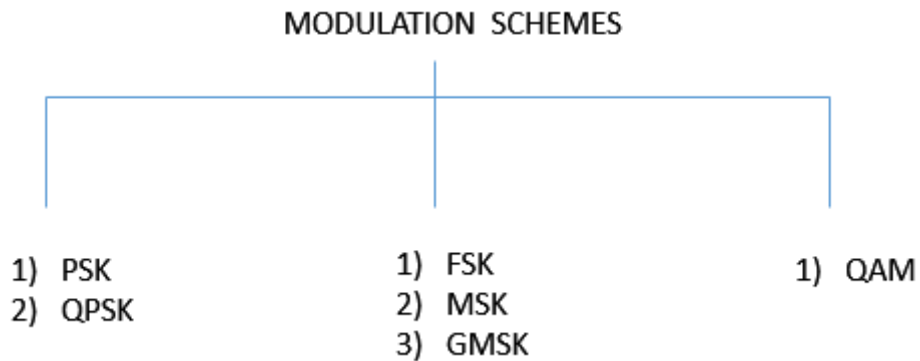 MODULATION SCHEMES
1) PSK
2) QPSK
1) FSK
2) MSK
3) GMSK
1) QAM